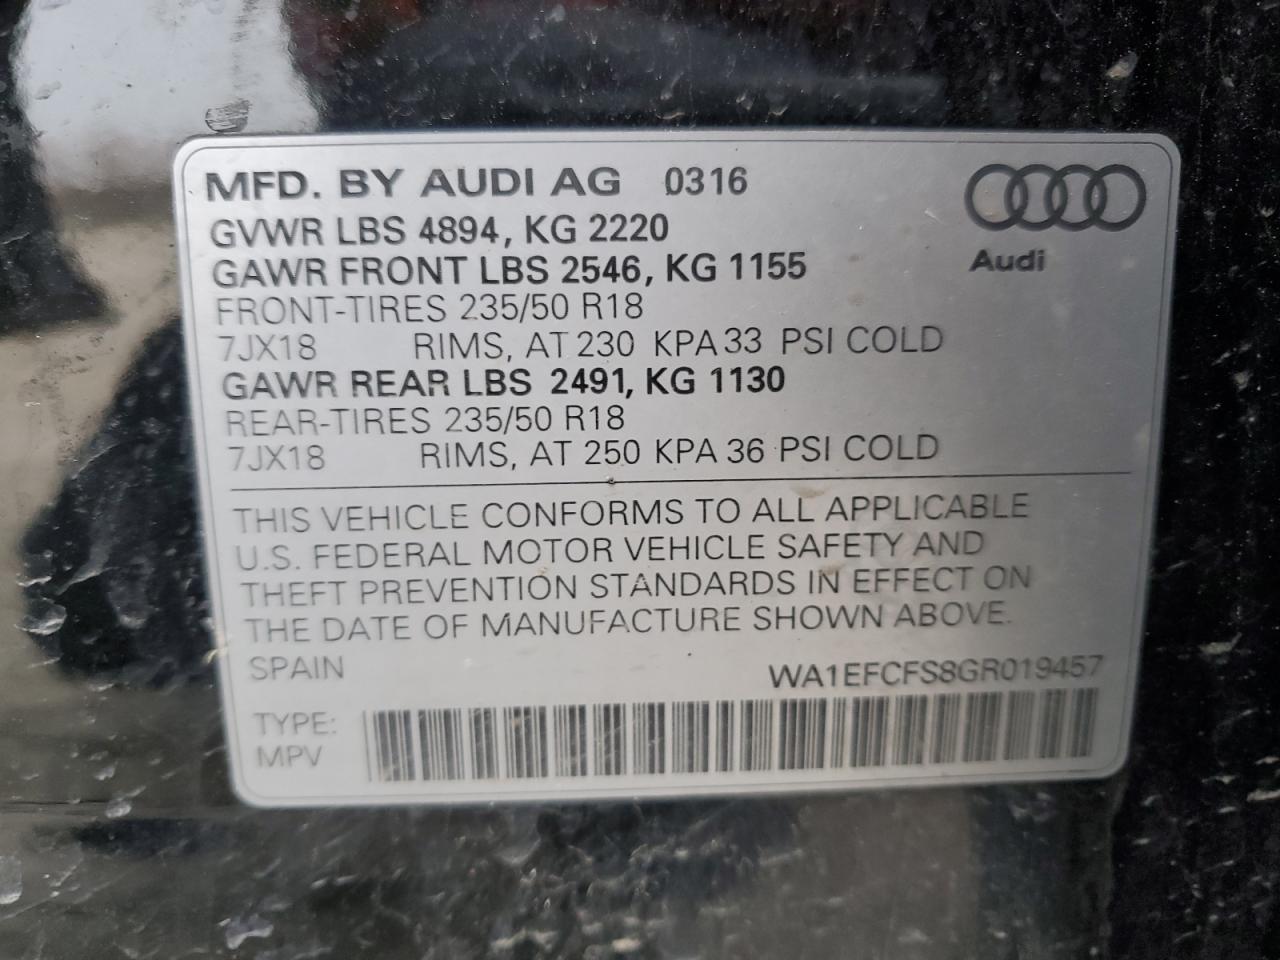 MFD. BY AUDI AG 0316
GVWR LBS 4894, KG 2220
GAWR FRONT LBS 2546, KG 1155
Audi
FRONT-TIRES 235/50 R18
7JX18 RIMS, AT 230 KPA 33 PSI COLD
GAWR REAR LBS 2491, KG 1130
REAR-TIRES 235/50 R18
7JX18 RIMS, AT 250 KPA 36 PSI COLD
THIS VEHICLE CONFORMS TO ALL APPLICABLE
U.S. FEDERAL MOTOR VEHICLE SAFETY AND
THEFT PREVENTION STANDARDS IN EFFECT ON
THE DATE OF MANUFACTURE SHOWN ABOVE.
SPAIN WA1EFCFS8GR019457
TYPE:
MPV